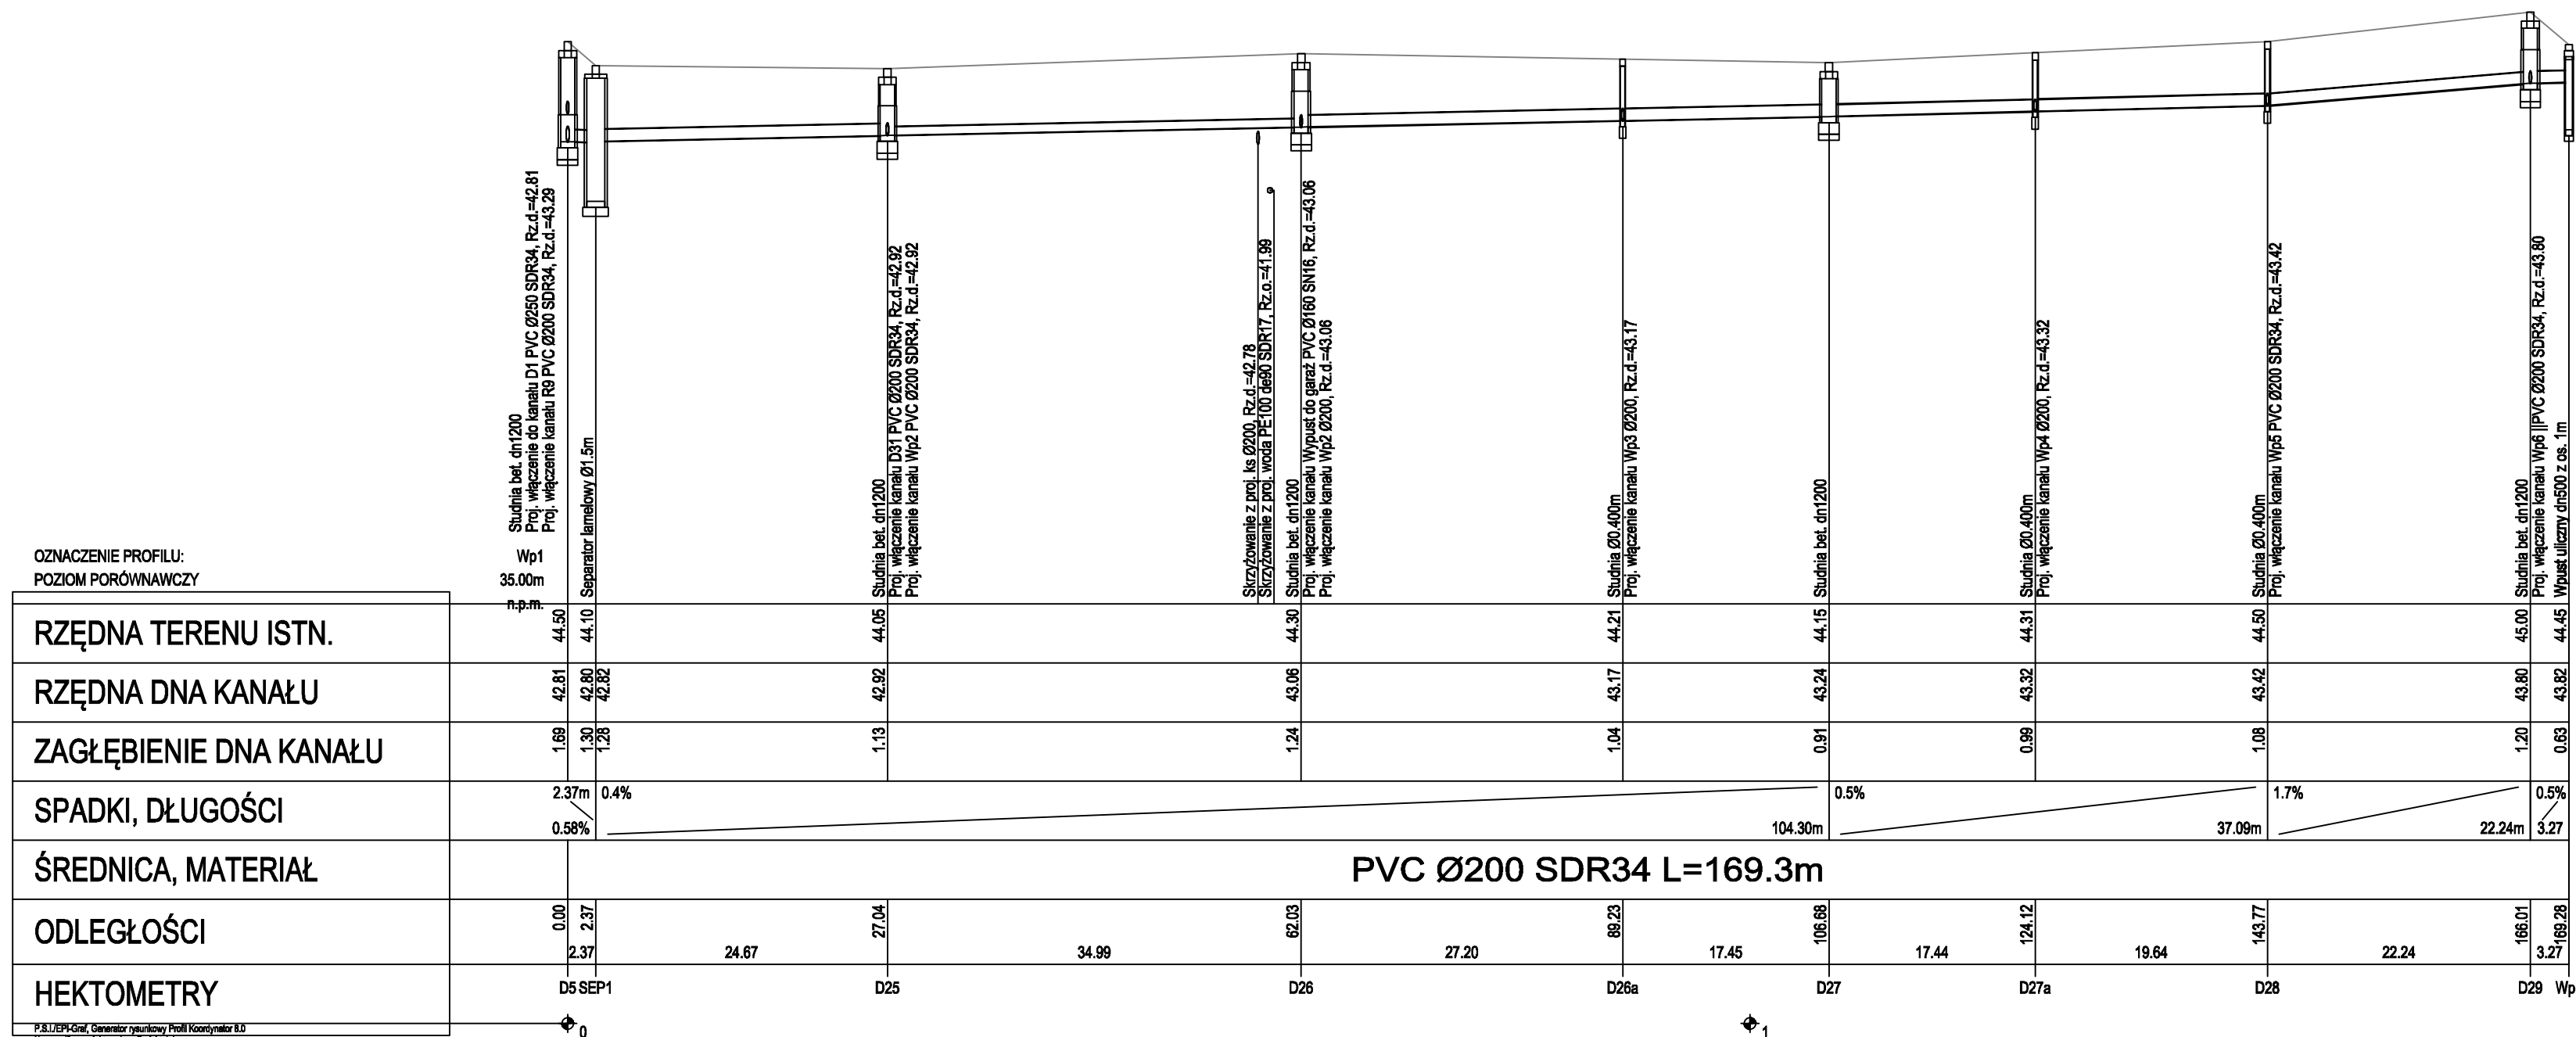 Studnia bet. dn1200
Proj. włączenie do kanału D1 PVC Ø250 SDR34, Rz.d.=42.81
Proj. włączenie kanału R9 PVC Ø200 SDR34, Rz.d.=43.29
Separator lamelowy Ø1.5m
Studnia bet. dn1200
Proj. włączenie kanału D31 PVC Ø200 SDR34, Rz.d.=42.92
Proj. włączenie kanału Wp2 PVC Ø200 SDR34, Rz.d.=42.92
Skrzyżowanie z proj. ks Ø200, Rz.d.=42.78
Skrzyżowanie z proj. woda PE100 de90 SDR17, Rz.o.=41.99
Studnia bet. dn1200
Proj. włączenie kanału Wypust do garaż PVC Ø160 SN16, Rz.d.=43.06
Proj. włączenie kanału Wp2 Ø200, Rz.d.=43.06
Studnia Ø0.400m
Proj. włączenie kanału Wp3 Ø200, Rz.d.=43.17
Studnia bet. dn1200
Studnia Ø0.400m
Proj. włączenie kanału Wp4 Ø200, Rz.d.=43.32
Studnia Ø0.400m
Proj. włączenie kanału Wp5 PVC Ø200 SDR34, Rz.d.=43.42
Studnia bet. dn1200
Proj. włączenie kanału Wp6 ||PVC Ø200 SDR34, Rz.d.=43.80
Wpust uliczny dn500 z os. 1m
OZNACZENIE PROFILU: Wp1
POZIOM PORÓWNAWCZY 35.00m
n.p.m.
RZĘDNA TERENU ISTN. 44.50 44.10 44.05 44.30 44.21 44.15 44.31 44.50 45.00 44.45
RZĘDNA DNA KANAŁU 42.81 42.80 42.82 42.92 43.06 43.17 43.24 43.32 43.42 43.80 43.82
ZAGŁĘBIENIE DNA KANAŁU 1.69 1.30 1.28 1.13 1.24 1.04 0.91 0.99 1.08 1.20 0.63
2.37m 0.4% 0.5% 1.7% 0.5%
SPADKI, DŁUGOŚCI
0.58% 104.30m 37.09m 22.24m 3.27
ŚREDNICA, MATERIAŁ PVC Ø200 SDR34 L=169.3m
ODLEGŁOŚCI 0.00 2.37 27.04 62.03 89.23 106.68 124.12 143.77 166.01 169.28
2.37 24.67 34.99 27.20 17.45 17.44 19.64 22.24 3.27
HEKTOMETRY D5 SEP1 D25 D26 D26a D27 D27a D28 D29 Wp
P.S.I./EPI-Graf, Generator rysunkowy Profil Koordynator 8.0
0 1